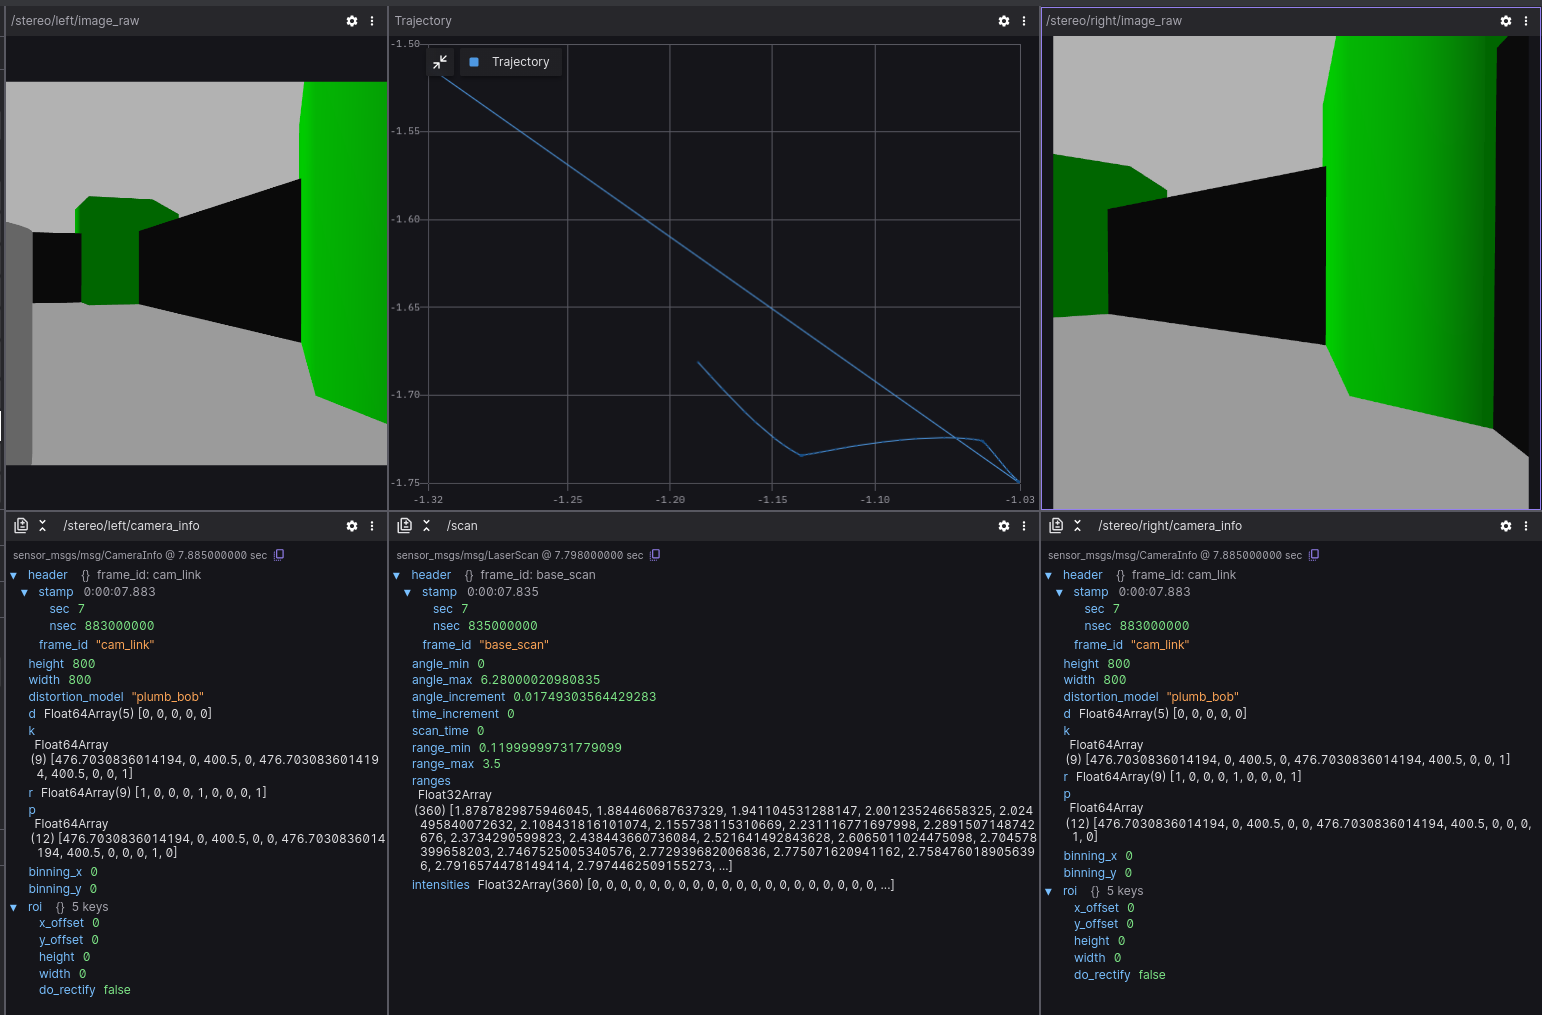 /stereo/left/image_raw
Trajectory
/stereo/right/image_raw
Trajectory
-1.50
-1.55
-1.60
-1.65
-1.70
-1.75
-1.32
-1.25
-1.20
-1.15
-1.10
-1.03
/stereo/left/camera_info
sensor_msgs/msg/CameraInfo @ 7.885000000 sec
header {} frame_id: cam_link
stamp 0:00:07.883
sec 7
nsec 883000000
frame_id "cam_link"
height 800
width 800
distortion_model "plumb_bob"
d Float64Array(5) [0, 0, 0, 0, 0]
k
Float64Array
(9) [476.7030836014194, 0, 400.5, 0, 476.703083601419
4, 400.5, 0, 0, 1]
r Float64Array(9) [1, 0, 0, 0, 1, 0, 0, 0, 1]
p
Float64Array
(12) [476.7030836014194, 0, 400.5, 0, 0, 476.7030836014
194, 400.5, 0, 0, 0, 1, 0]
binning_x 0
binning_y 0
roi {} 5 keys
x_offset 0
y_offset 0
height 0
width 0
do_rectify false
/scan
sensor_msgs/msg/LaserScan @ 7.798000000 sec
header {} frame_id: base_scan
stamp 0:00:07.835
sec 7
nsec 835000000
frame_id "base_scan"
angle_min 0
angle_max 6.28000020980835
angle_increment 0.01749303564429283
time_increment 0
scan_time 0
range_min 0.11999999731779099
range_max 3.5
ranges
Float32Array
(360) [1.8787829875946045, 1.884460687637329, 1.941104531288147, 2.001235246658325, 2.024
495840072632, 2.108431816101074, 2.155738115310669, 2.231116771697998, 2.2891507148742
676, 2.373429059982 3, 2.438443660736084, 2.521641492843628, 2.6065011024475098, 2.704578
399658203, 2.7467525005340576, 2.772939682006836, 2.775071620941162, 2.758476018905639
6, 2.7916574478149414, 2.7974462509155273, ...]
intensities Float32Array(360) [0, 0, 0, 0, 0, 0, 0, 0, 0, 0, 0, 0, 0, 0, 0, 0, 0, 0, 0, 0, ...]
/stereo/right/camera_info
sensor_msgs/msg/CameraInfo @ 7.885000000 sec
header {} frame_id: cam_link
stamp 0:00:07.883
sec 7
nsec 883000000
frame_id "cam_link"
height 800
width 800
distortion_model "plumb_bob"
d Float64Array(5) [0, 0, 0, 0, 0]
k
Float64Array
(9) [476.7030836014194, 0, 400.5, 0, 476.7030836014194, 400.5, 0, 0, 1]
r Float64Array(9) [1, 0, 0, 0, 1, 0, 0, 0, 1]
p
Float64Array
(12) [476.7030836014194, 0, 400.5, 0, 0, 476.7030836014194, 400.5, 0, 0, 0,
1, 0]
binning_x 0
binning_y 0
roi {} 5 keys
x_offset 0
y_offset 0
height 0
width 0
do_rectify false